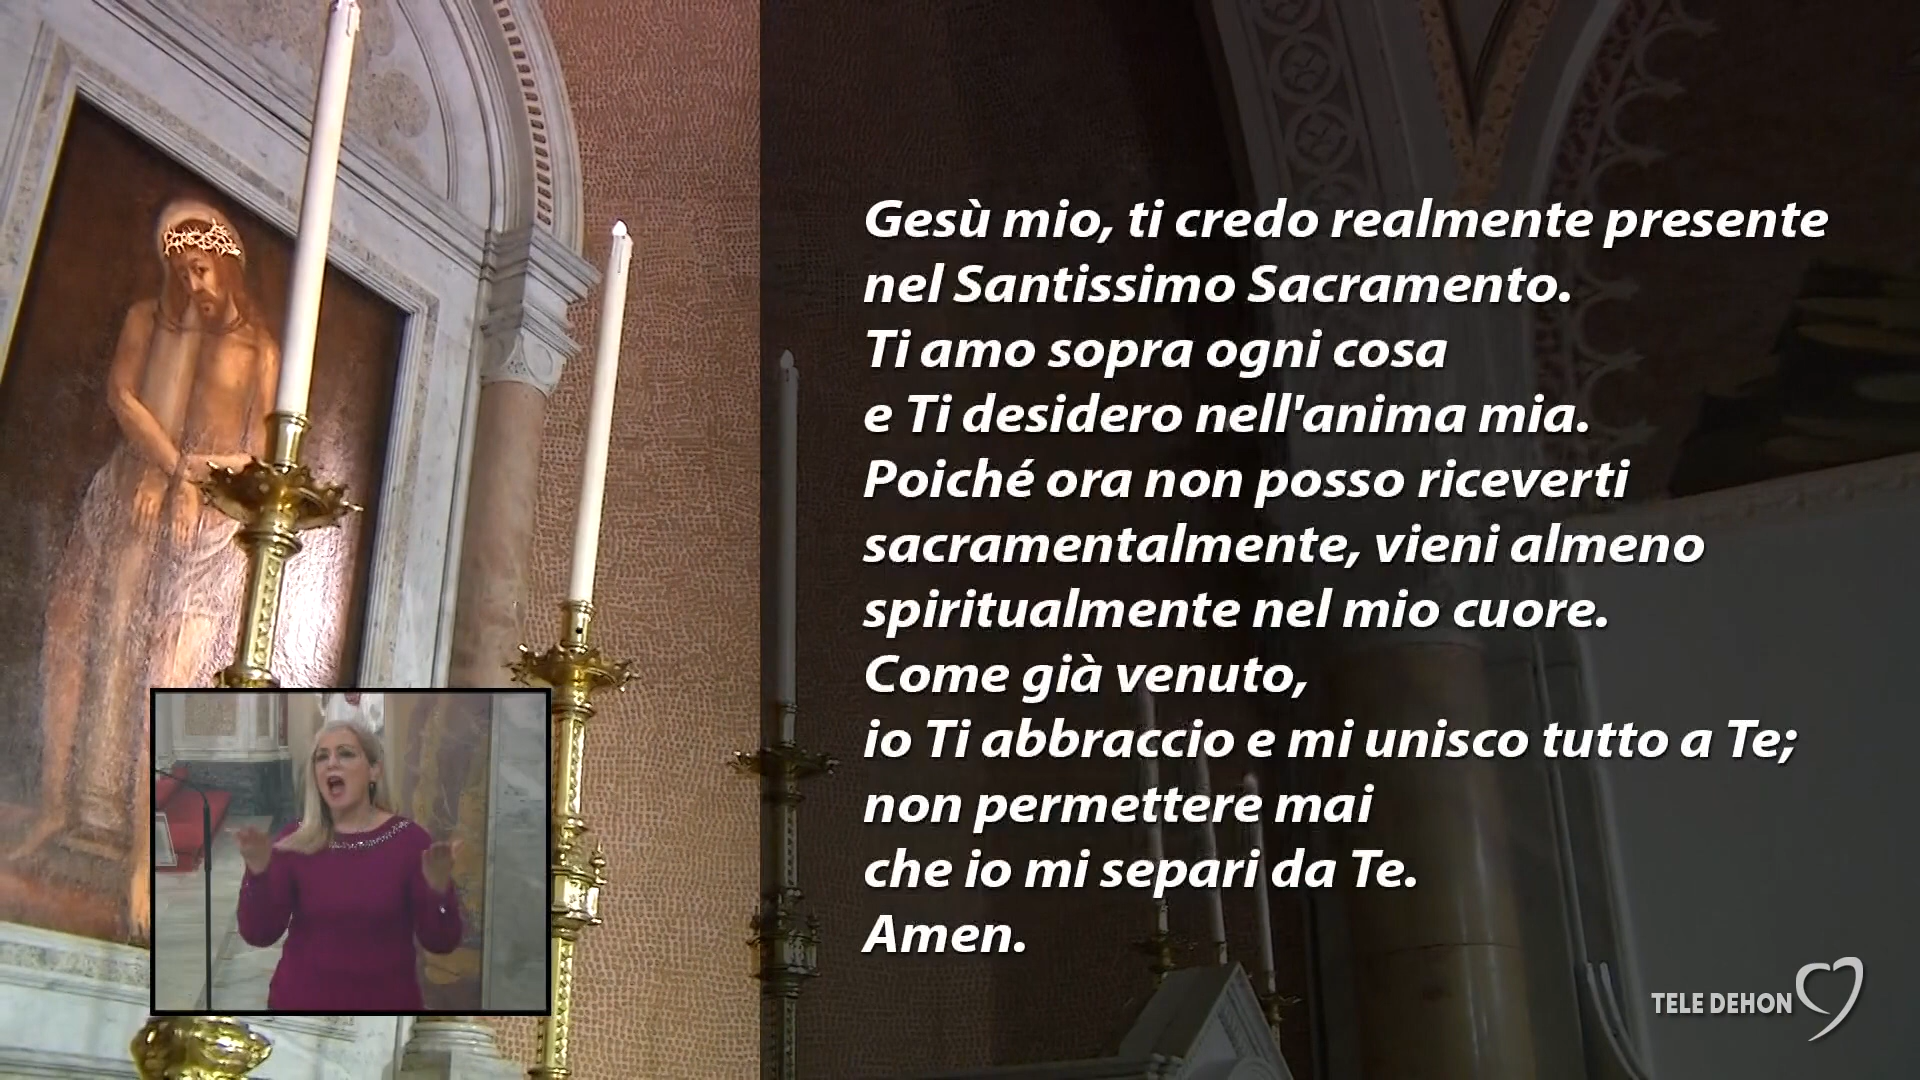 Gesù mio, ti credo realmente presente
nel Santissimo Sacramento.
Ti amo sopra ogni cosa
e Ti desidero nell'anima mia.
Poiché ora non posso riceverti
sacramentalmente, vieni almeno
spiritualmente nel mio cuore.
Come già venuto,
io Ti abbraccio e mi unisco tutto a Te;
non permettere mai
che io mi separi da Te.
Amen.
TELE DEHON